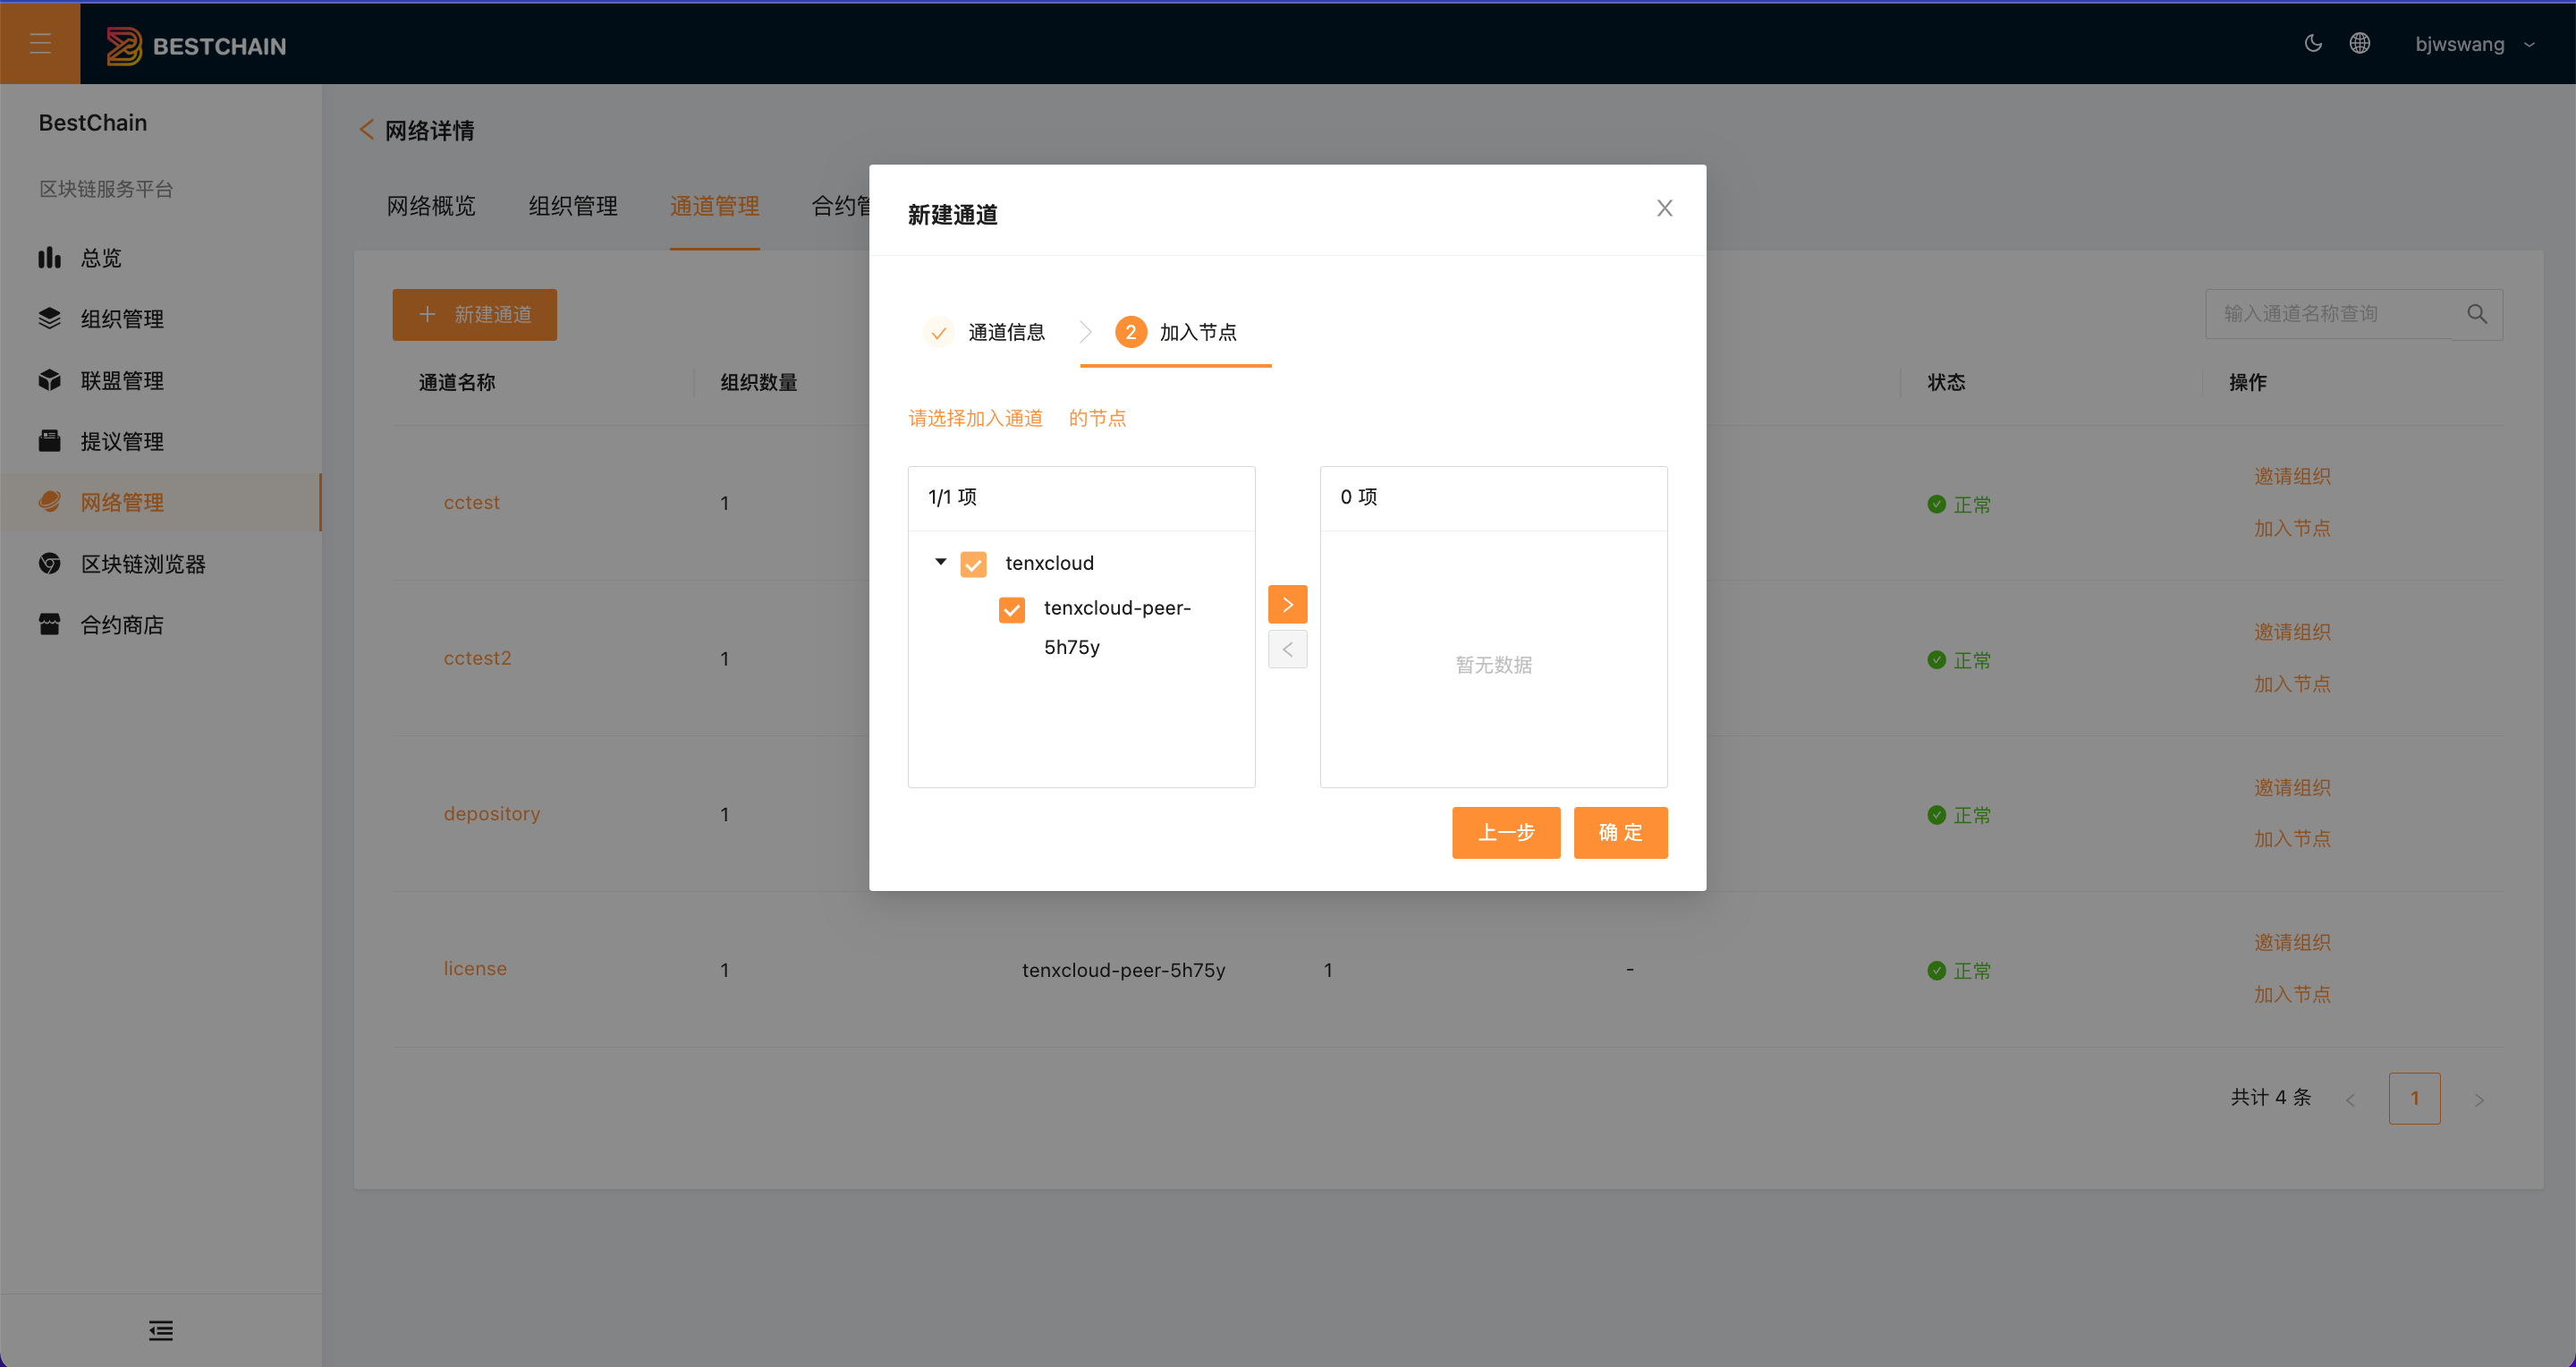 BESTCHAIN
bjwswang
BestChain
区块链服务平台
总览
组织管理
联盟管理
提议管理
网络管理
区块链浏览器
合约商店
网络详情
网络概览
组织管理
通道管理
合约管
新建通道
输入通道名称查询
通道名称
组织数量
状态
操作
cctest
1
正常
邀请组织
加入节点
cctest2
1
正常
邀请组织
加入节点
depository
1
正常
邀请组织
加入节点
license
1
tenxcloud-peer-5h75y
1
-
正常
邀请组织
加入节点
共计 4 条
1
新建通道
通道信息
2
加入节点
请选择加入通道 的节点
1/1 项
tenxcloud
tenxcloud-peer-
5h75y
0 项
暂无数据
上一步
确 定